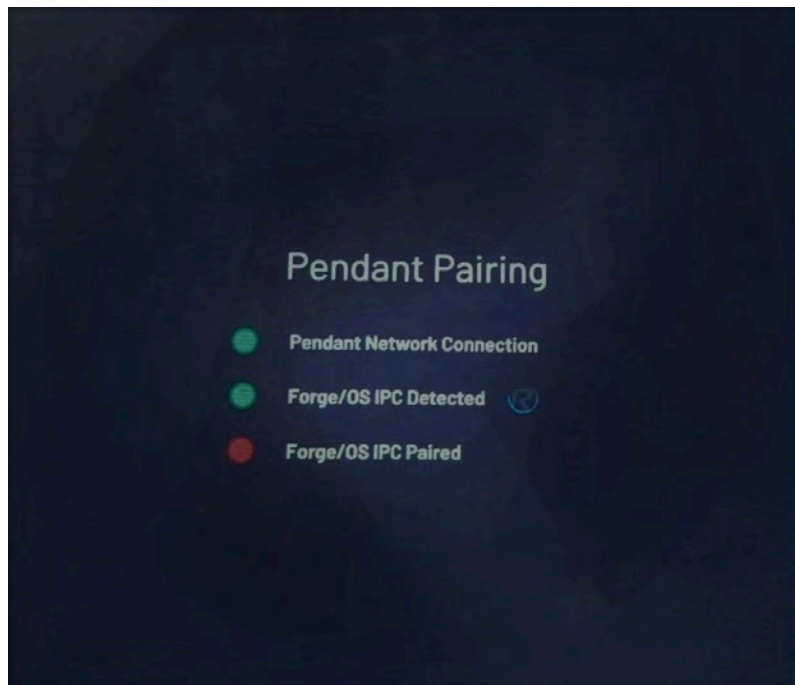 Pendant Pairing
Pendant Network Connection
Forge/OS IPC Detected
Forge/OS IPC Paired